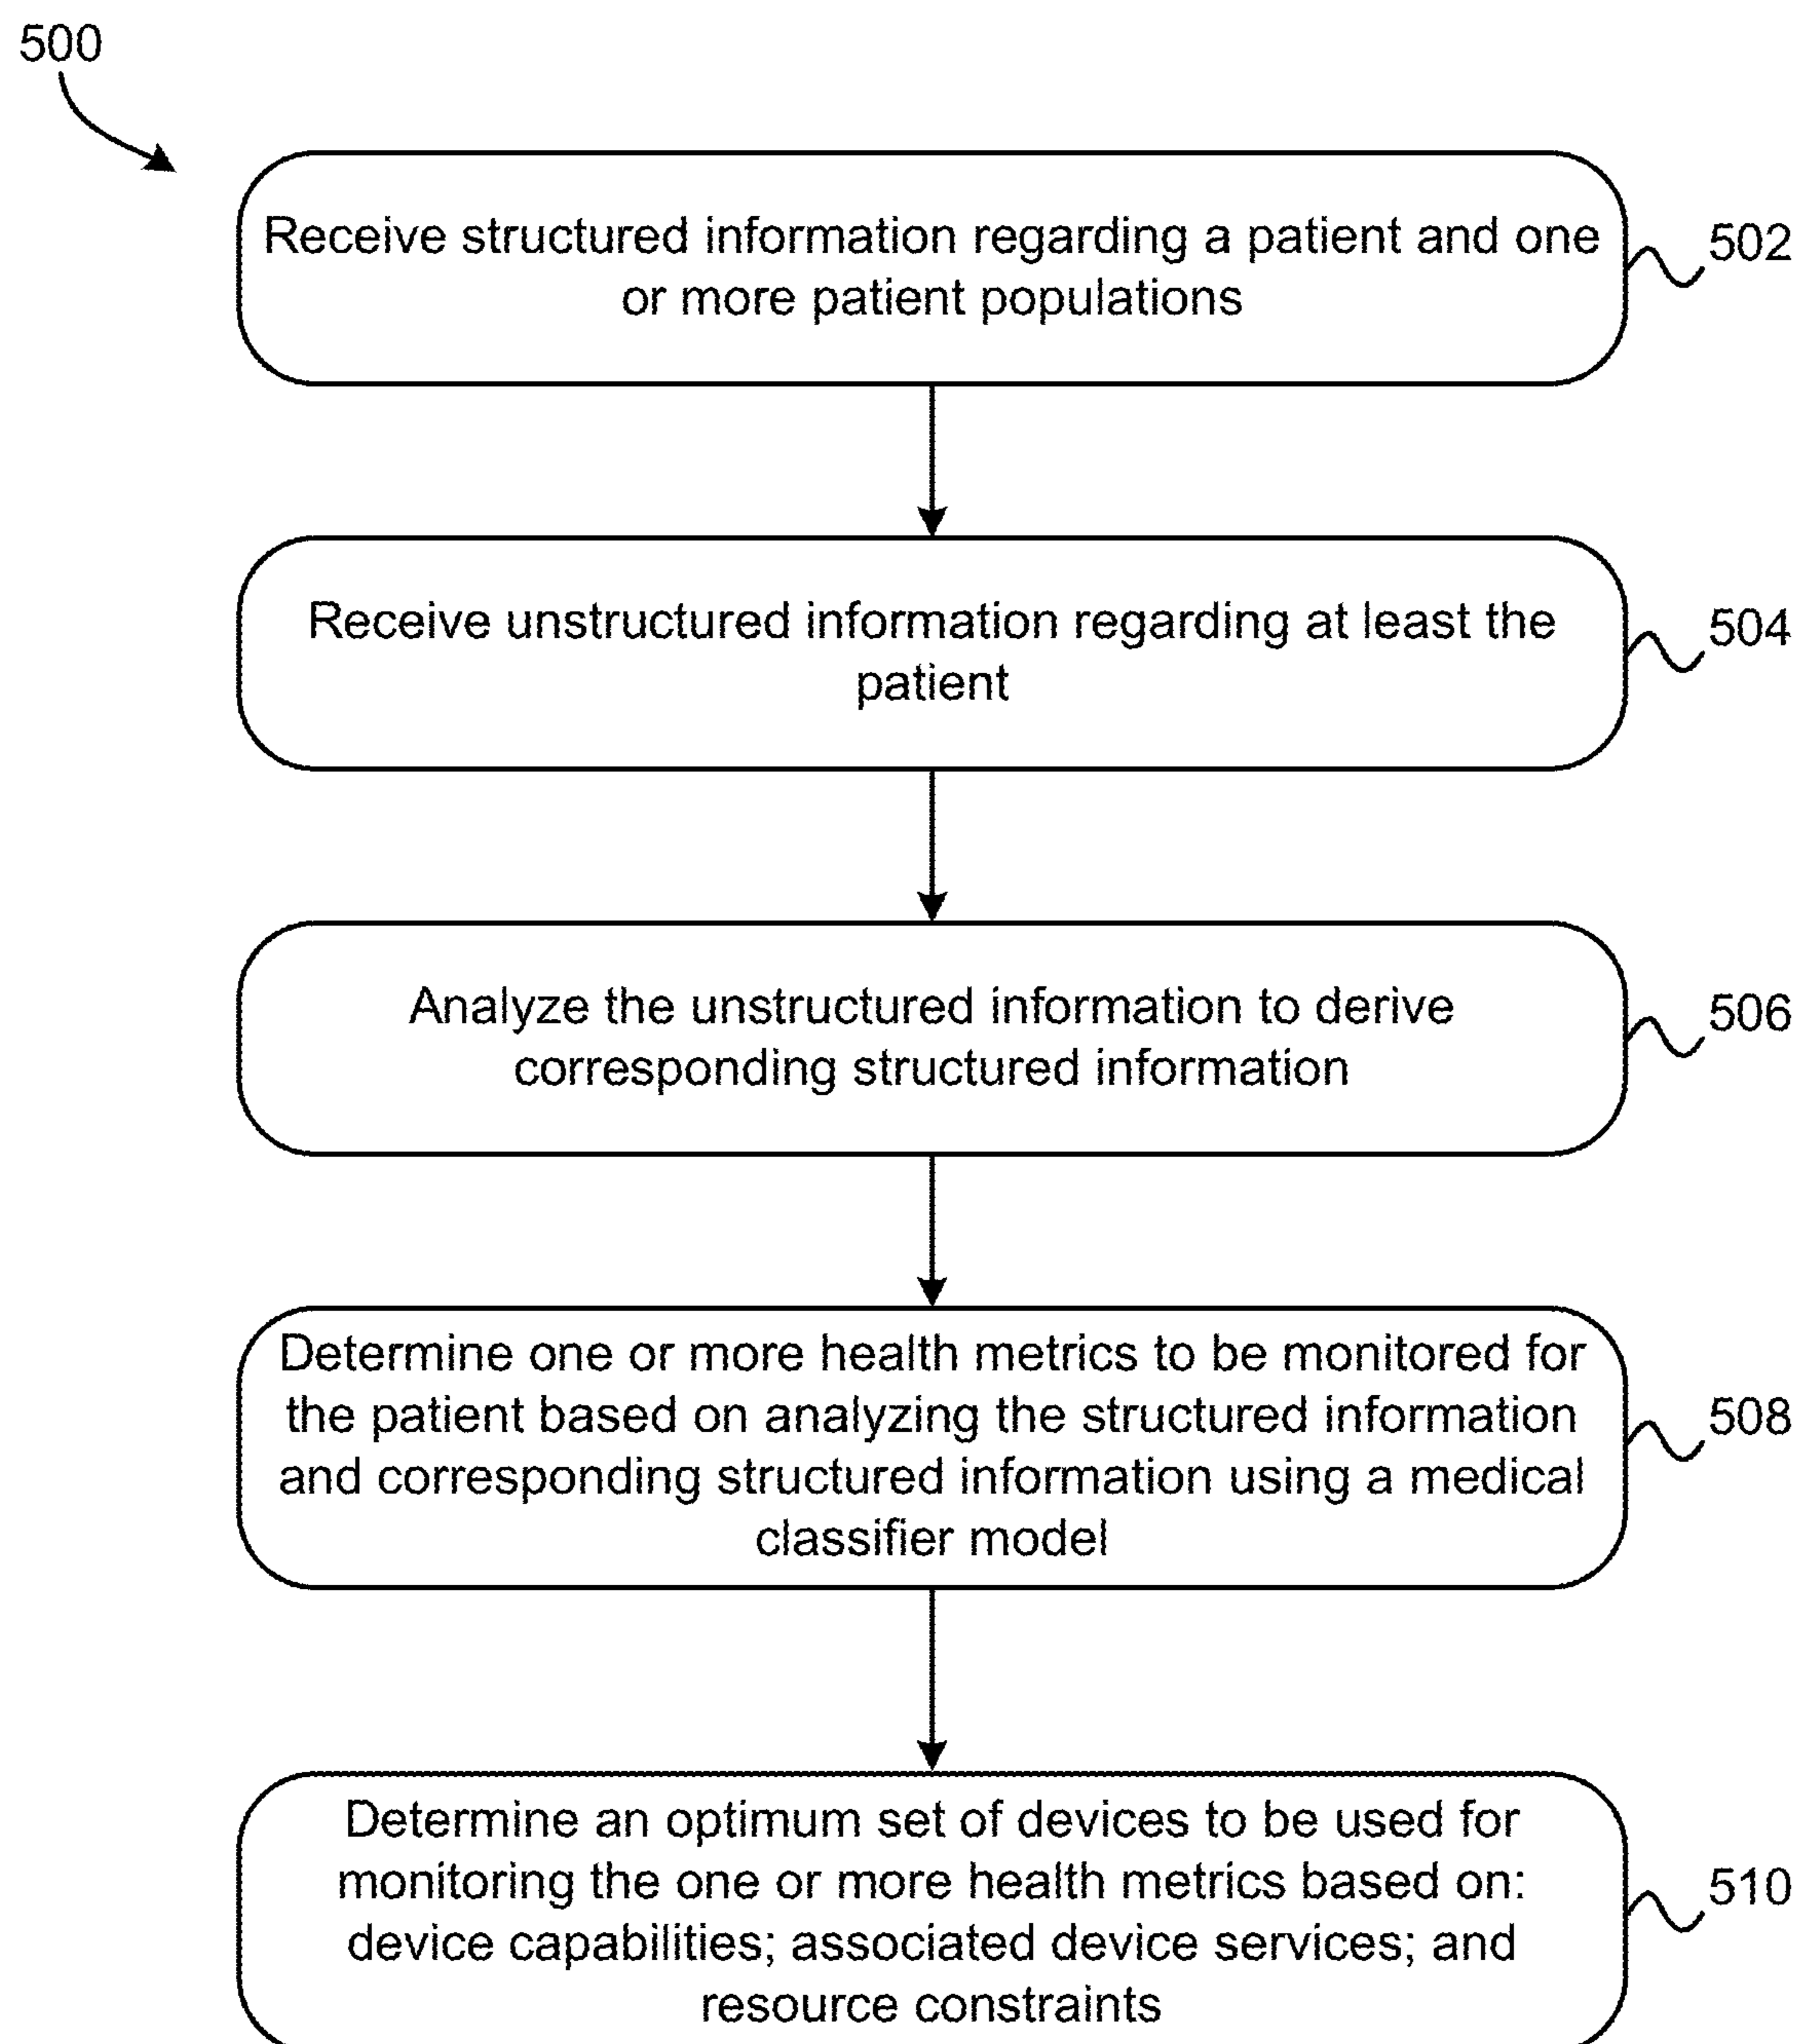 500
Receive structured information regarding a patient and one
or more patient populations
502
Receive unstructured information regarding at least the
patient
504
Analyze the unstructured information to derive
corresponding structured information
506
Determine one or more health metrics to be monitored for
the patient based on analyzing the structured information
and corresponding structured information using a medical
classifier model
508
Determine an optimum set of devices to be used for
monitoring the one or more health metrics based on:
device capabilities; associated device services; and
resource constraints
510